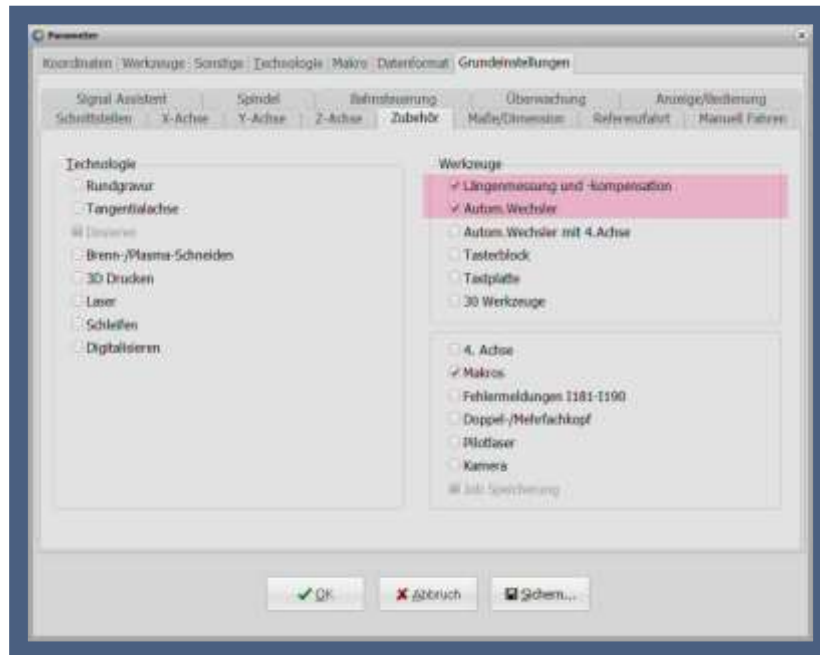 Parameter
Koordinaten Werkzeuge Sonstige Technologie Makro Datenformat Grundeinstellungen
Signal Assistent Spindel Bahnsteuerung Überwachung Anzeige/Bedienung
Schnittstellen X-Achse Y-Achse Z-Achse Zubehör Maße/Dimension Referenzfahrt Manuell Fahren
Technologie
Rundgravur
Tangentialachse
Dosieren
Brenn-/Plasma-Schneiden
3D Drucken
Laser
Schleifen
Digitalisieren
Werkzeuge
Längenmessung und -kompensation
Autom.Wechsler
Autom.Wechsler mit 4.Achse
Tasterblock
Tastplatte
30 Werkzeuge
4. Achse
Makros
Fehlermeldungen I181-I190
Doppel-/Mehrfachkopf
Pilotlaser
Kamera
Job Speicherung
OK
Abbruch
Sichern...